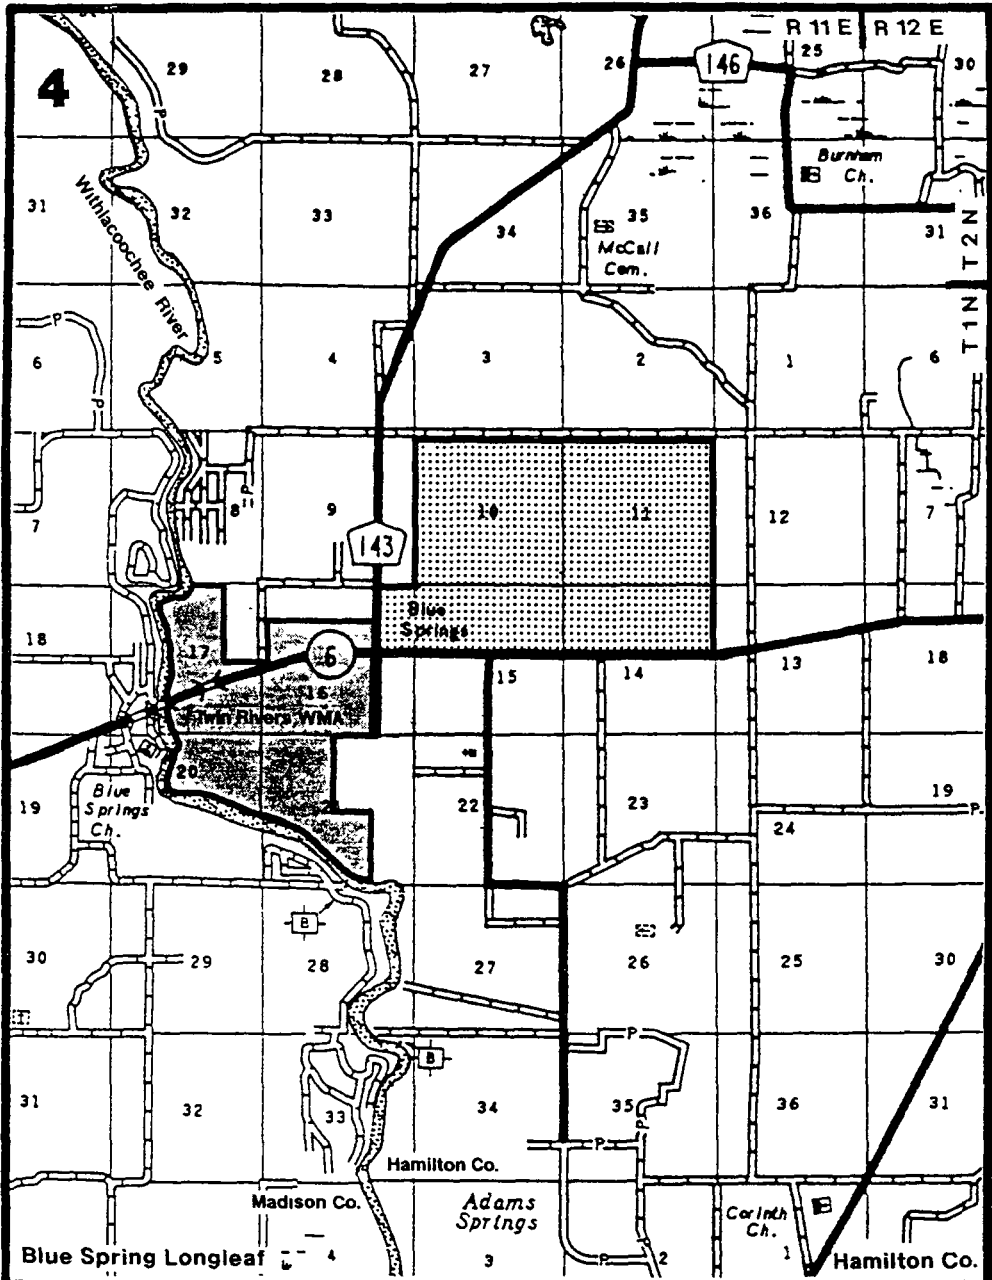 R 11 E R 12 E
4
29
28
27
26
146
25
30
Burnham
Ch.
31
32
33
34
35
36
31
T2N
McCall
Cem.
Withlacoochee River
T1N
P
6
5
4
3
2
1
6
P
P
7
8
P
9
10
11
12
7
143
Blue
Springs
18
17
6
16
15
14
13
18
Twin Rivers WMA
20
19
Blue
Springs
Ch.
22
23
24
19
P
B
30
29
28
27
26
25
30
P
B
31
32
33
34
35
P
36
31
P
Hamilton Co.
Madison Co.
Adams
Springs
Corinth
Ch.
Blue Spring Longleaf
4
3
P
2
1
Hamilton Co.